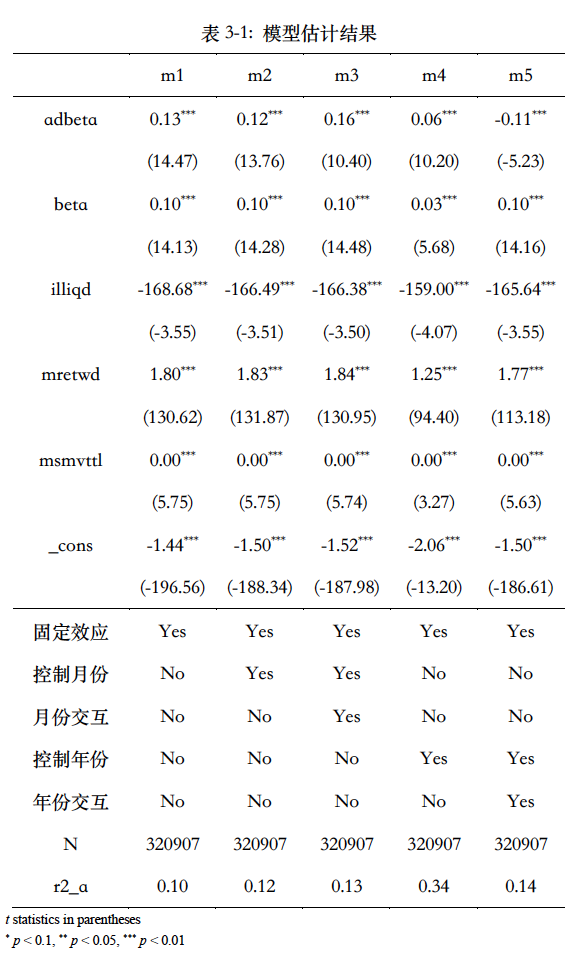 表 3-1: 模型估计结果
m1 m2 m3 m4 m5
adbeta 0.13*** 0.12*** 0.16*** 0.06*** -0.11***
(14.47) (13.76) (10.40) (10.20) (-5.23)
beta 0.10*** 0.10*** 0.10*** 0.03*** 0.10***
(14.13) (14.28) (14.48) (5.68) (14.16)
illiqd -168.68*** -166.49*** -166.38*** -159.00*** -165.64***
(-3.55) (-3.51) (-3.50) (-4.07) (-3.55)
mretwd 1.80*** 1.83*** 1.84*** 1.25*** 1.77***
(130.62) (131.87) (130.95) (94.40) (113.18)
msmvttl 0.00*** 0.00*** 0.00*** 0.00*** 0.00***
(5.75) (5.75) (5.74) (3.27) (5.63)
_cons -1.44*** -1.50*** -1.52*** -2.06*** -1.50***
(-196.56) (-188.34) (-187.98) (-13.20) (-186.61)
固定效应 Yes Yes Yes Yes Yes
控制月份 No Yes Yes No No
月份交互 No No Yes No No
控制年份 No No No Yes Yes
年份交互 No No No No Yes
N 320907 320907 320907 320907 320907
r2_a 0.10 0.12 0.13 0.34 0.14
t statistics in parentheses
* p < 0.1, ** p < 0.05, *** p < 0.01